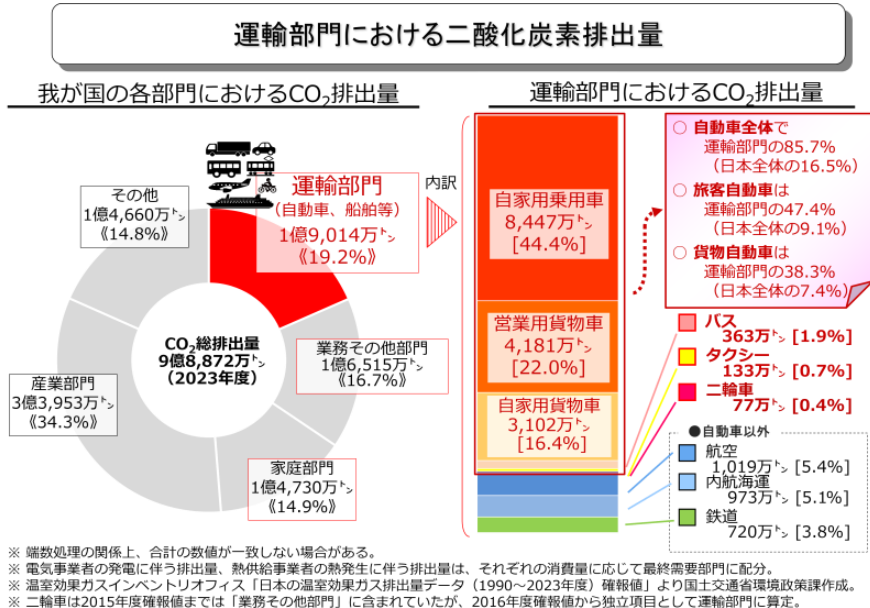 運輸部門における二酸化炭素排出量
我が国の各部門におけるCO₂排出量
運輸部門
(自動車、船舶等)
1億9,014万㌧
《19.2%》
内訳
その他
1億4,660万㌧
《14.8%》
CO₂総排出量
9億8,872万㌧
(2023年度)
業務その他部門
1億6,515万㌧
《16.7%》
産業部門
3億3,953万㌧
《34.3%》
家庭部門
1億4,730万㌧
《14.9%》
運輸部門におけるCO₂排出量
自家用乗用車
8,447万㌧
[44.4%]
営業用貨物車
4,181万㌧
[22.0%]
自家用貨物車
3,102万㌧
[16.4%]
○ 自動車全体で
運輸部門の85.7%
(日本全体の16.5%)
○ 旅客自動車は
運輸部門の47.4%
(日本全体の9.1%)
○ 貨物自動車は
運輸部門の38.3%
(日本全体の7.4%)
バス
363万㌧ [1.9%]
タクシー
133万㌧ [0.7%]
二輪車
77万㌧ [0.4%]
●自動車以外
航空
1,019万㌧ [5.4%]
内航海運
973万㌧ [5.1%]
鉄道
720万㌧ [3.8%]
※ 端数処理の関係上、合計の数値が一致しない場合がある。
※ 電気事業者の発電に伴う排出量、熱供給事業者の熱発生に伴う排出量は、それぞれの消費量に応じて最終需要部門に配分。
※ 温室効果ガスインベントリオフィス「日本の温室効果ガス排出量データ(1990～2023年度)確報値」より国土交通省環境政策課作成。
※ 二輪車は2015年度確報値までは「業務その他部門」に含まれていたが、2016年度確報値から独立項目として運輸部門に算定。